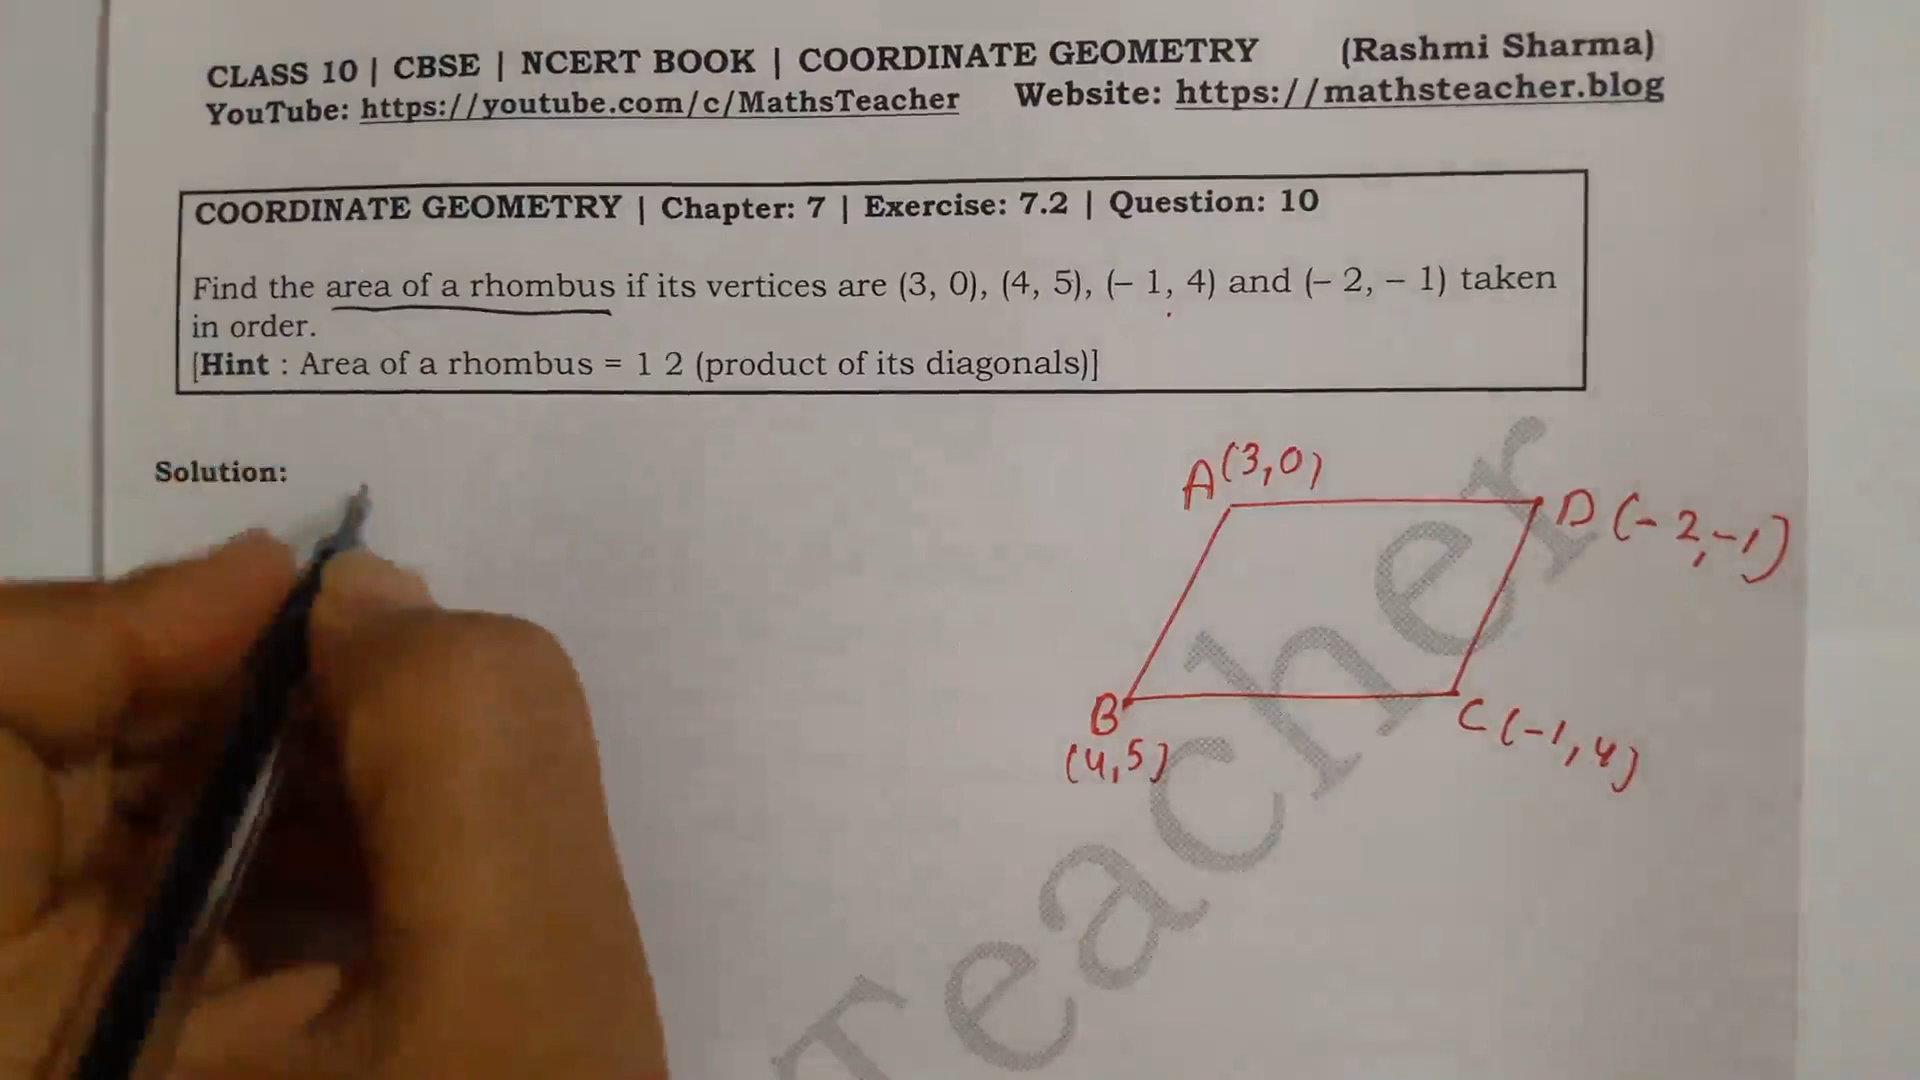 CLASS 10 | CBSE | NCERT BOOK | COORDINATE GEOMETRY (Rashmi Sharma)
YouTube: https://youtube.com/c/MathsTeacher Website: https://mathsteacher.blog
COORDINATE GEOMETRY | Chapter: 7 | Exercise: 7.2 | Question: 10
Find the area of a rhombus if its vertices are (3, 0), (4, 5), (– 1, 4) and (– 2, – 1) taken
in order.
[Hint : Area of a rhombus = 1 2 (product of its diagonals)]
Solution:
A(3,0)
D(-2,-1)
B
(4,5)
C(-1,4)
Teacher